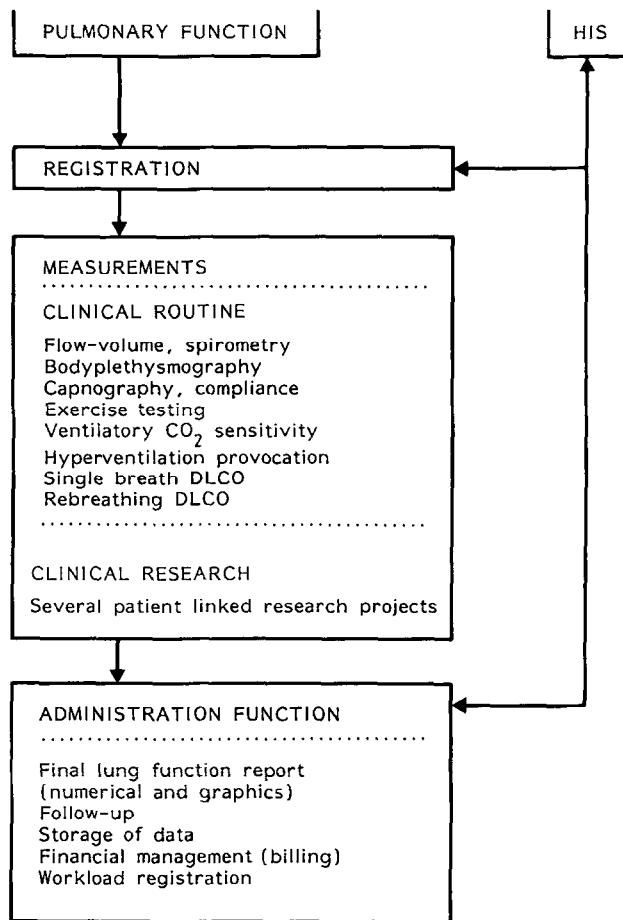 PULMONARY FUNCTION
HIS
REGISTRATION
MEASUREMENTS
CLINICAL ROUTINE
Flow-volume, spirometry
Bodyplethysmography
Capnography, compliance
Exercise testing
Ventilatory CO2 sensitivity
Hyperventilation provocation
Single breath DLCO
Rebreathing DLCO
CLINICAL RESEARCH
Several patient linked research projects
ADMINISTRATION FUNCTION
Final lung function report
(numerical and graphics)
Follow-up
Storage of data
Financial management (billing)
Workload registration